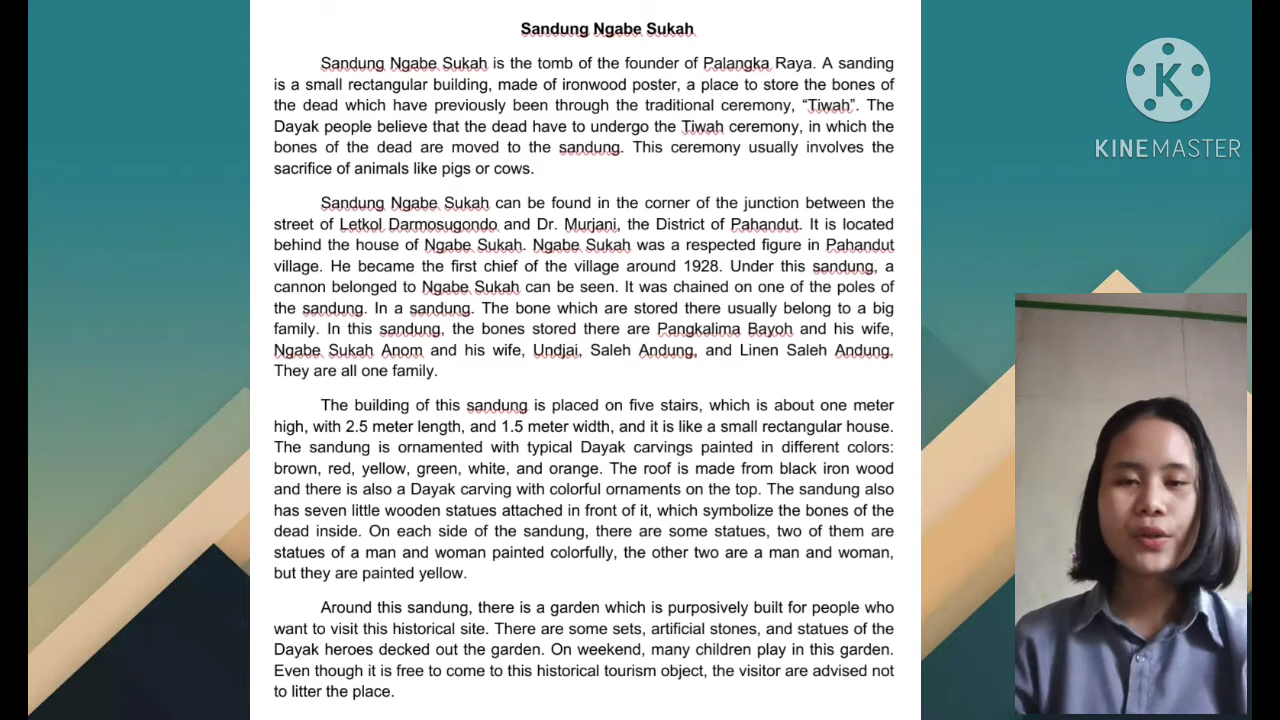 Sandung Ngabe Sukah
Sandung Ngabe Sukah is the tomb of the founder of Palangka Raya. A sanding
is a small rectangular building, made of ironwood poster, a place to store the bones of
the dead which have previously been through the traditional ceremony, “Tiwah”. The
Dayak people believe that the dead have to undergo the Tiwah ceremony, in which the
bones of the dead are moved to the sandung. This ceremony usually involves the
sacrifice of animals like pigs or cows.
Sandung Ngabe Sukah can be found in the corner of the junction between the
street of Letkol Darmosugondo and Dr. Murjani, the District of Pahandut. It is located
behind the house of Ngabe Sukah. Ngabe Sukah was a respected figure in Pahandut
village. He became the first chief of the village around 1928. Under this sandung, a
cannon belonged to Ngabe Sukah can be seen. It was chained on one of the poles of
the sandung. In a sandung. The bone which are stored there usually belong to a big
family. In this sandung, the bones stored there are Pangkalima Bayoh and his wife,
Ngabe Sukah Anom and his wife, Undjai, Saleh Andung, and Linen Saleh Andung.
They are all one family.
The building of this sandung is placed on five stairs, which is about one meter
high, with 2.5 meter length, and 1.5 meter width, and it is like a small rectangular house.
The sandung is ornamented with typical Dayak carvings painted in different colors:
brown, red, yellow, green, white, and orange. The roof is made from black iron wood
and there is also a Dayak carving with colorful ornaments on the top. The sandung also
has seven little wooden statues attached in front of it, which symbolize the bones of the
dead inside. On each side of the sandung, there are some statues, two of them are
statues of a man and woman painted colorfully, the other two are a man and woman,
but they are painted yellow.
Around this sandung, there is a garden which is purposively built for people who
want to visit this historical site. There are some sets, artificial stones, and statues of the
Dayak heroes decked out the garden. On weekend, many children play in this garden.
Even though it is free to come to this historical tourism object, the visitor are advised not
to litter the place.
K
KINEMASTER